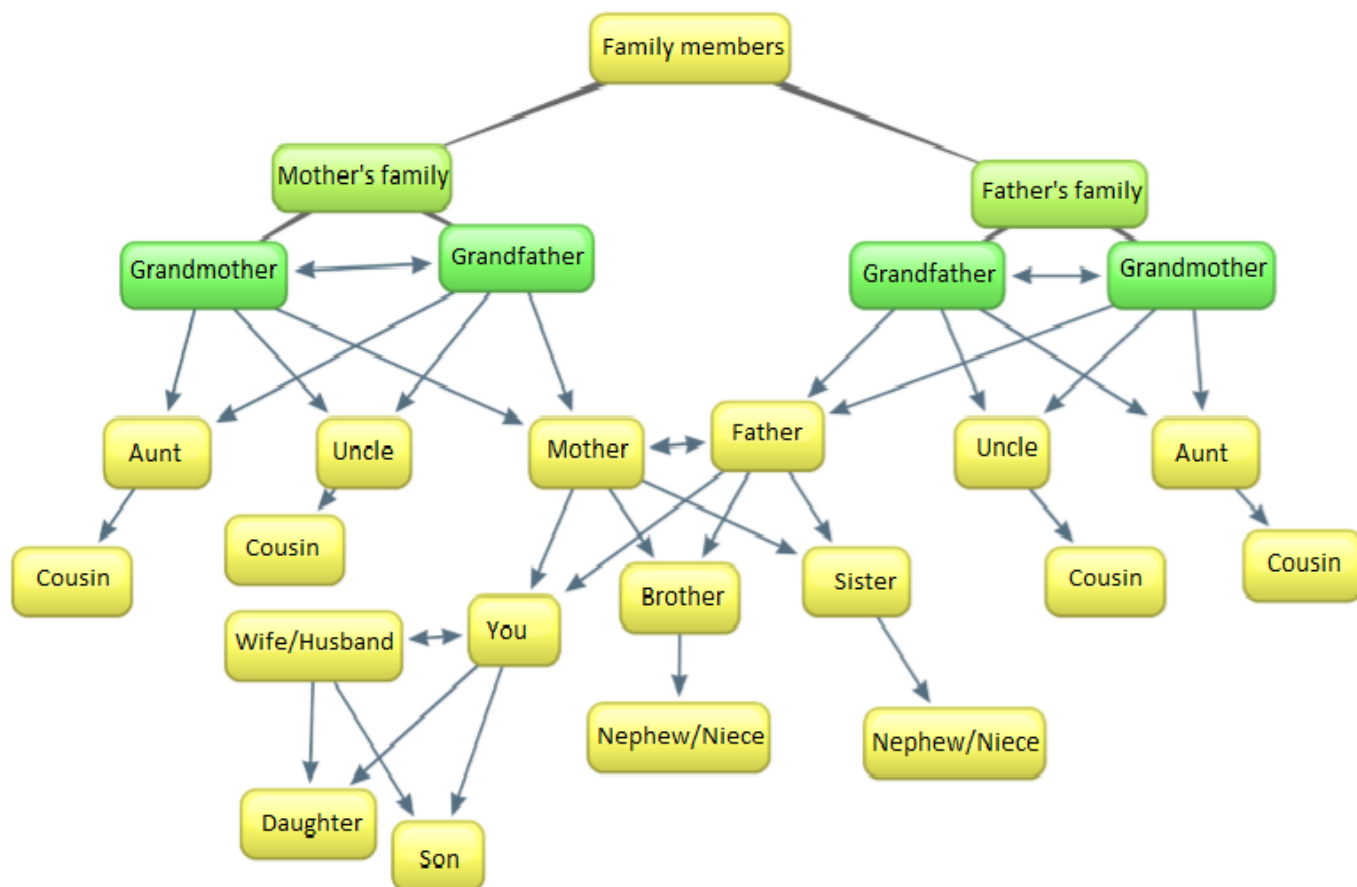 Family members
Mother's family
Father's family
Grandmother
Grandfather
Grandfather
Grandmother
Aunt
Uncle
Mother
Father
Uncle
Aunt
Cousin
Cousin
Brother
Sister
Cousin
Cousin
Wife/Husband
You
Nephew/Niece
Nephew/Niece
Daughter
Son